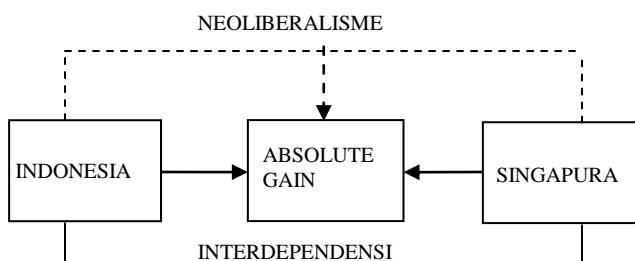 NEOLIBERALISME
INDONESIA
ABSOLUTE
GAIN
SINGAPURA
INTERDEPENDENSI